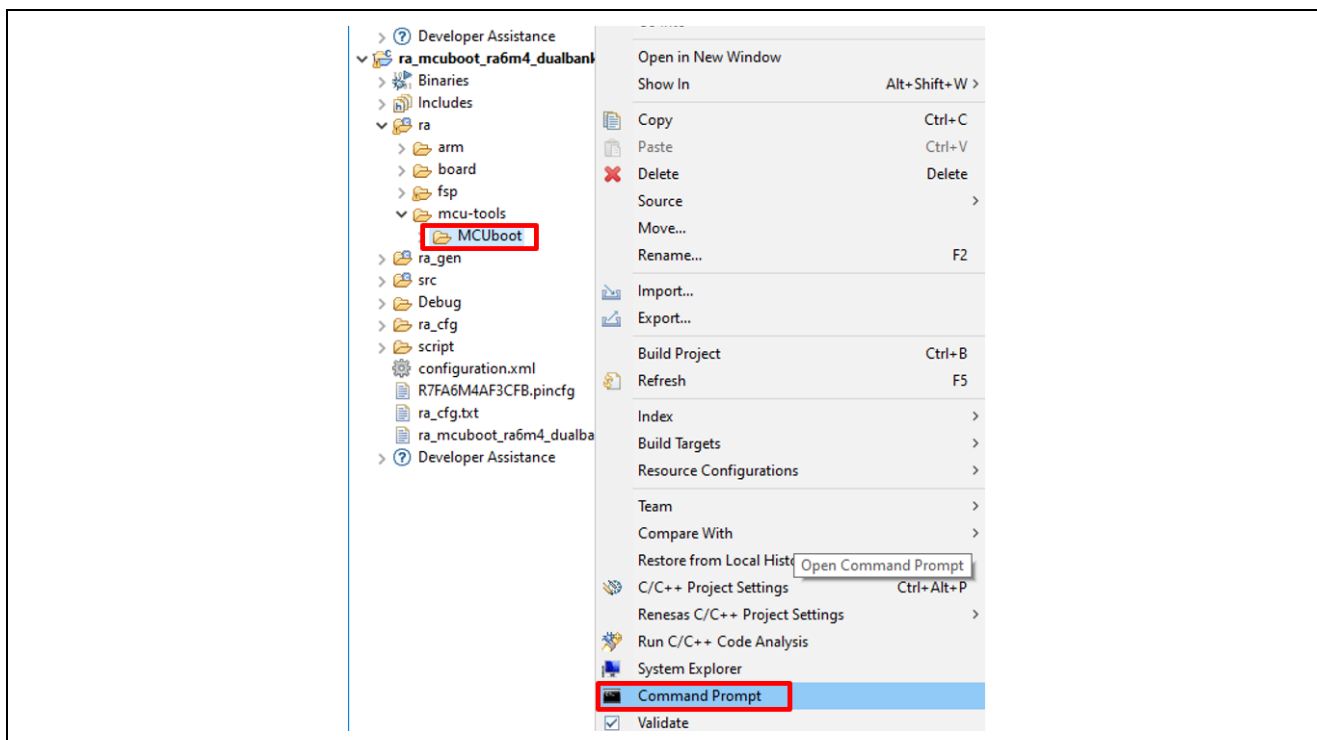 Developer Assistance
ra_mcuboot_ra6m4_dualbank
Binaries
Includes
ra
arm
board
fsp
mcu-tools
MCUboot
ra_gen
src
Debug
ra_cfg
script
configuration.xml
R7FA6M4AF3CFB.pincfg
ra_cfg.txt
ra_mcuboot_ra6m4_dualba
Developer Assistance
Open in New Window
Show In Alt+Shift+W >
Copy Ctrl+C
Paste Ctrl+V
Delete Delete
Source >
Move...
Rename... F2
Import...
Export...
Build Project Ctrl+B
Refresh F5
Index >
Build Targets >
Resource Configurations >
Team >
Compare With >
Restore from Local Histo
Open Command Prompt
C/C++ Project Settings Ctrl+Alt+P
Renesas C/C++ Project Settings >
Run C/C++ Code Analysis
System Explorer
Command Prompt
Validate